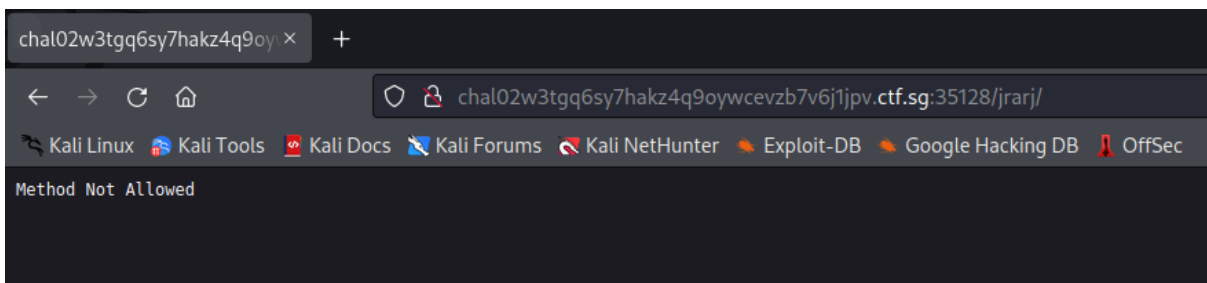 chal02w3tgq6sy7hakz4q9oy
chal02w3tgq6sy7hakz4q9oywcevzb7v6j1jpv.ctf.sg:35128/jrarj/
Kali Linux Kali Tools Kali Docs Kali Forums Kali NetHunter Exploit-DB Google Hacking DB OffSec
Method Not Allowed